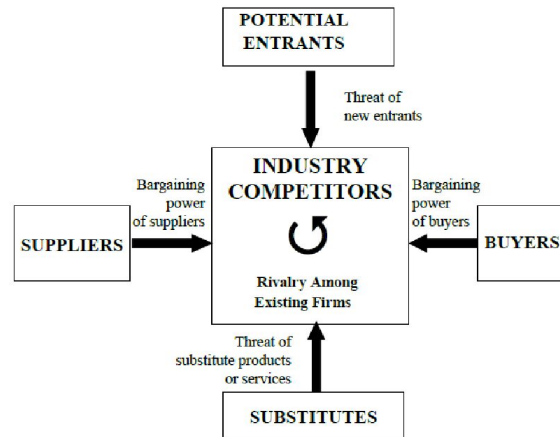 POTENTIAL
ENTRANTS
Threat of
new entrants
INDUSTRY
COMPETITORS
Rivalry Among
Existing Firms
Bargaining
power
of suppliers
SUPPLIERS
Bargaining
power
of buyers
BUYERS
Threat of
substitute products
or services
SUBSTITUTES